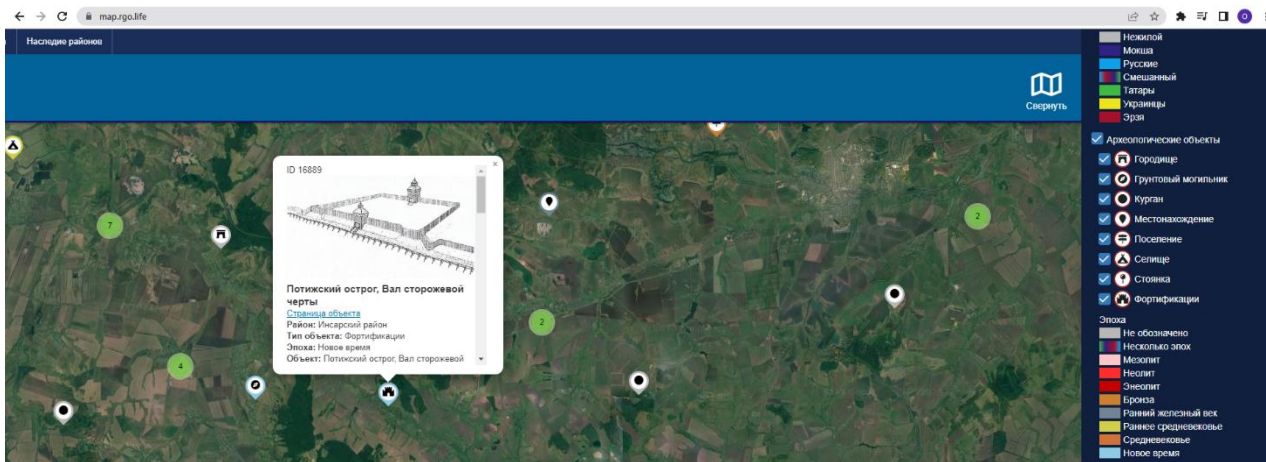 map.rgo.life
О
Наследие районов
Свернуть
7
4
2
2
ID 16889
Потижский острог, Вал сторожевой
черты
Страница объекта
Район: Инсарский район
Тип объекта: Фортификации
Эпоха: Новое время
Объект: Потижский острог, Вал сторожевой
Нежилой
Мокша
Русские
Смешанный
Татары
Украинцы
Эрзя
Археологические объекты
Городище
Грунтовый могильник
Курган
Местонахождение
Поселение
Селище
Стоянка
Фортификации
Эпоха
Не обозначено
Несколько эпох
Мезолит
Неолит
Энеолит
Бронза
Ранний железный век
Раннее средневековье
Средневековье
Новое время